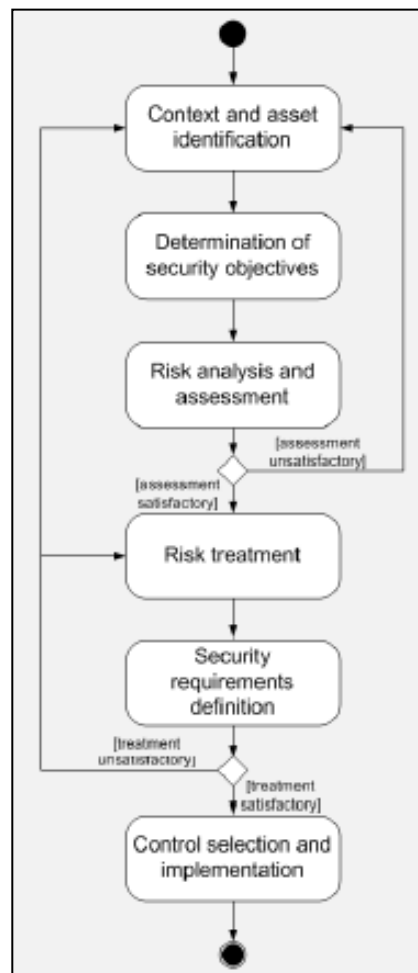 Context and asset
identification
Determination of
security objectives
Risk analysis and
assessment
[assessment
unsatisfactory]
[assessment
satisfactory]
Risk treatment
Security
requirements
definition
[treatment
unsatisfactory]
[treatment
satisfactory]
Control selection and
implementation